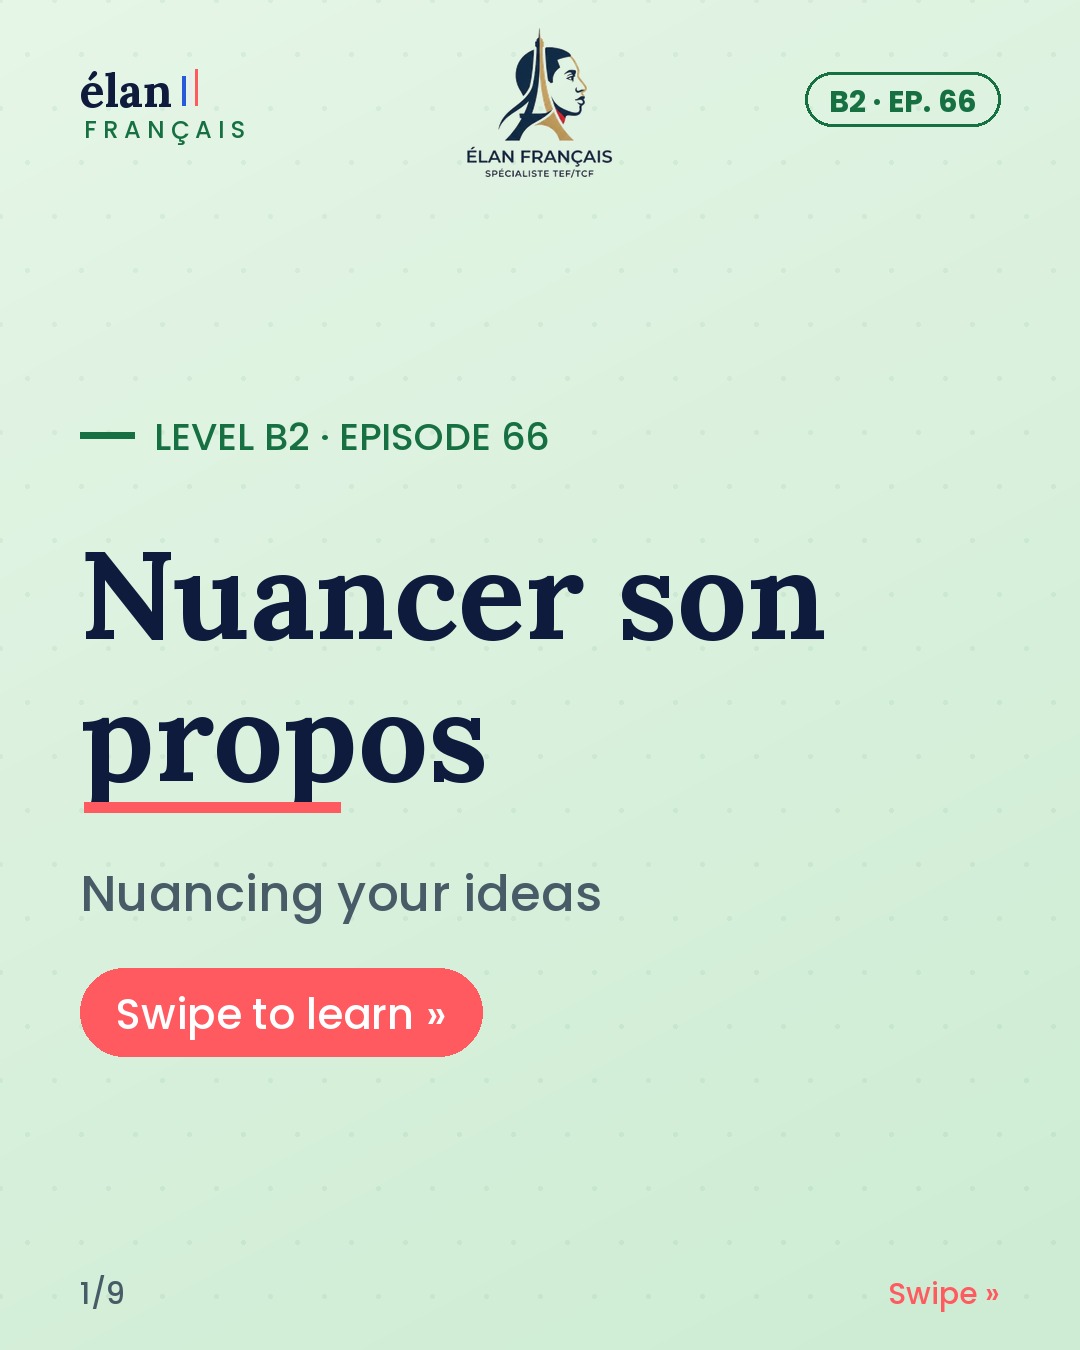 élan
FRANÇAIS
ÉLAN FRANÇAIS
SPÉCIALISTE TEF/TCF
B2 · EP. 66
LEVEL B2 · EPISODE 66
Nuancer son
propos
Nuancing your ideas
Swipe to learn »
1/9
Swipe »